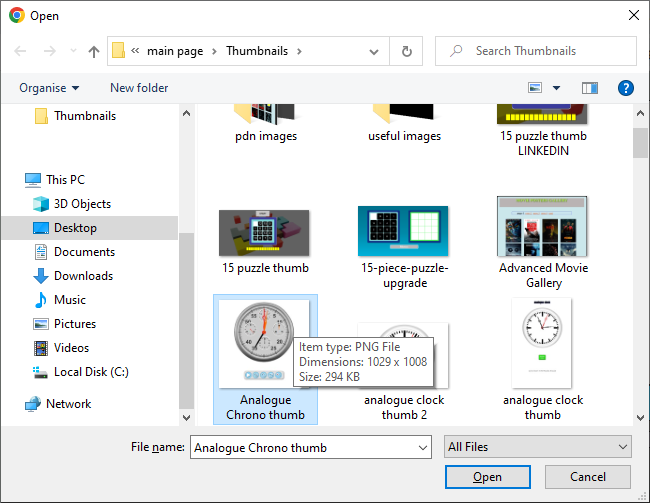 Open
« main page › Thumbnails ›
Search Thumbnails
Organise
New folder
Thumbnails
This PC
3D Objects
Desktop
Documents
Downloads
Music
Pictures
Videos
Local Disk (C:)
Network
pdn images
useful images
15 puzzle thumb
LINKEDIN
15 puzzle thumb
15-piece-puzzle-
upgrade
Advanced Movie
Gallery
Analogue
Chrono thumb
analogue clock
thumb 2
analogue clock
thumb
Item type: PNG File
Dimensions: 1029 x 1008
Size: 294 KB
File name:
Analogue Chrono thumb
All Files
Open
Cancel